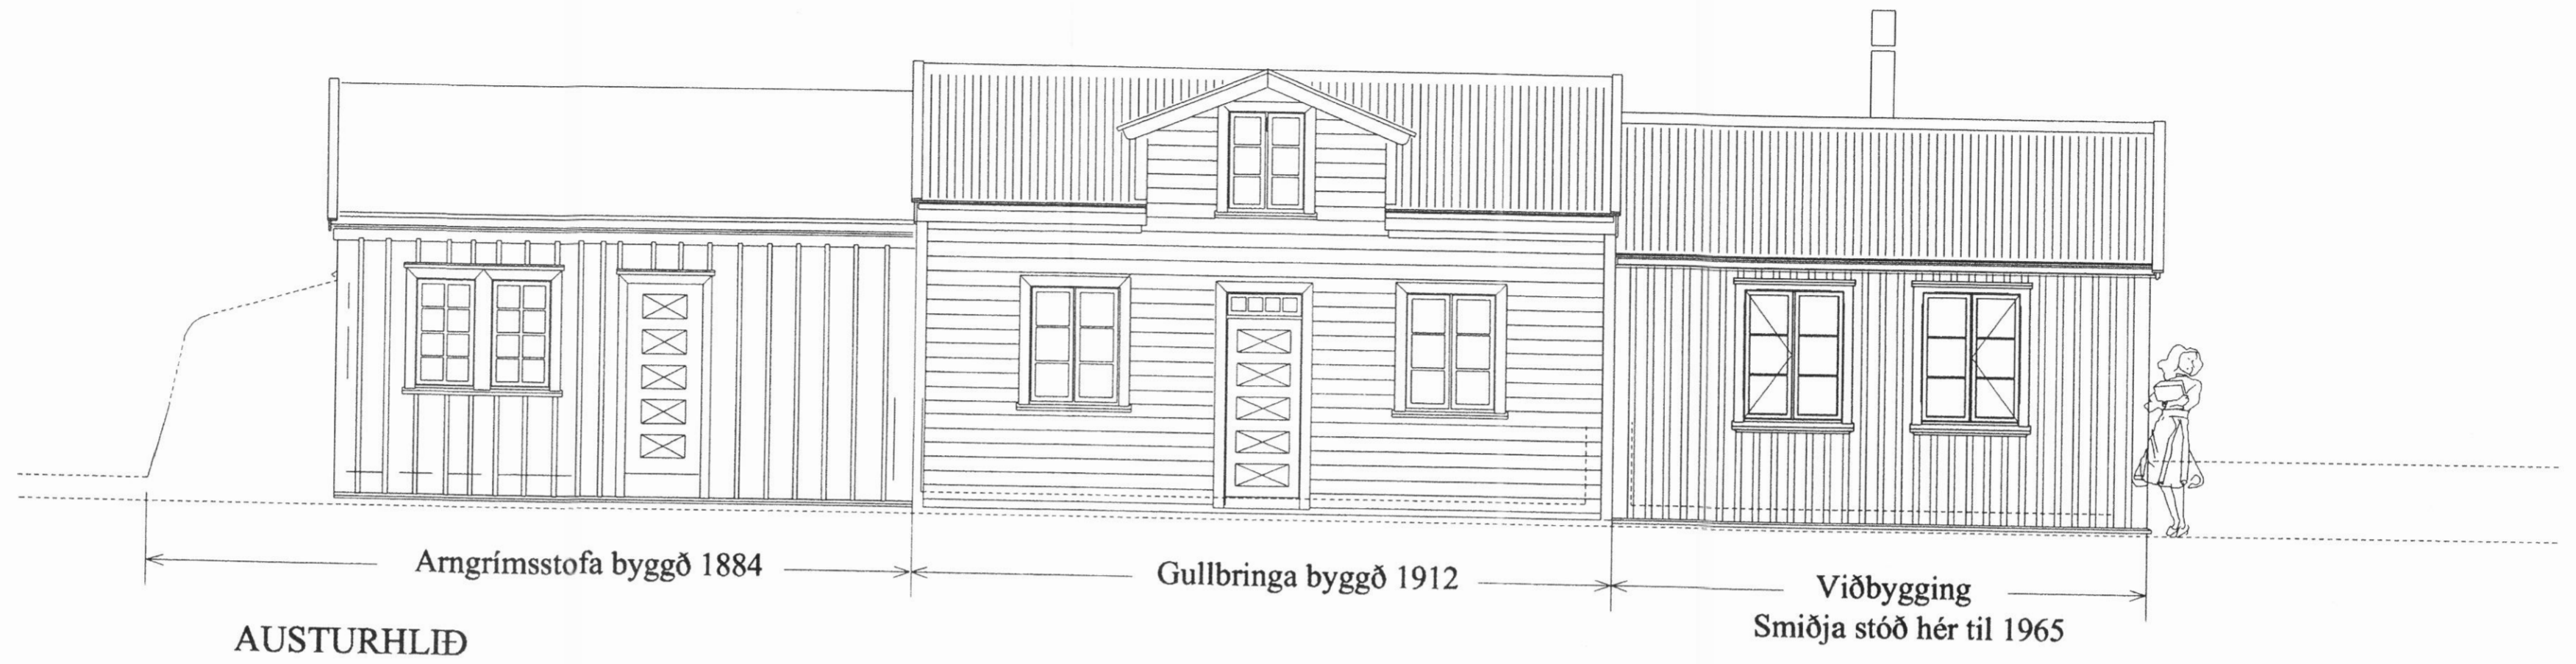 Arngrímsstofa byggð 1884
Gullbringa byggð 1912
Viðbygging
Smiðja stóð hér til 1965
AUSTURHLIÐ